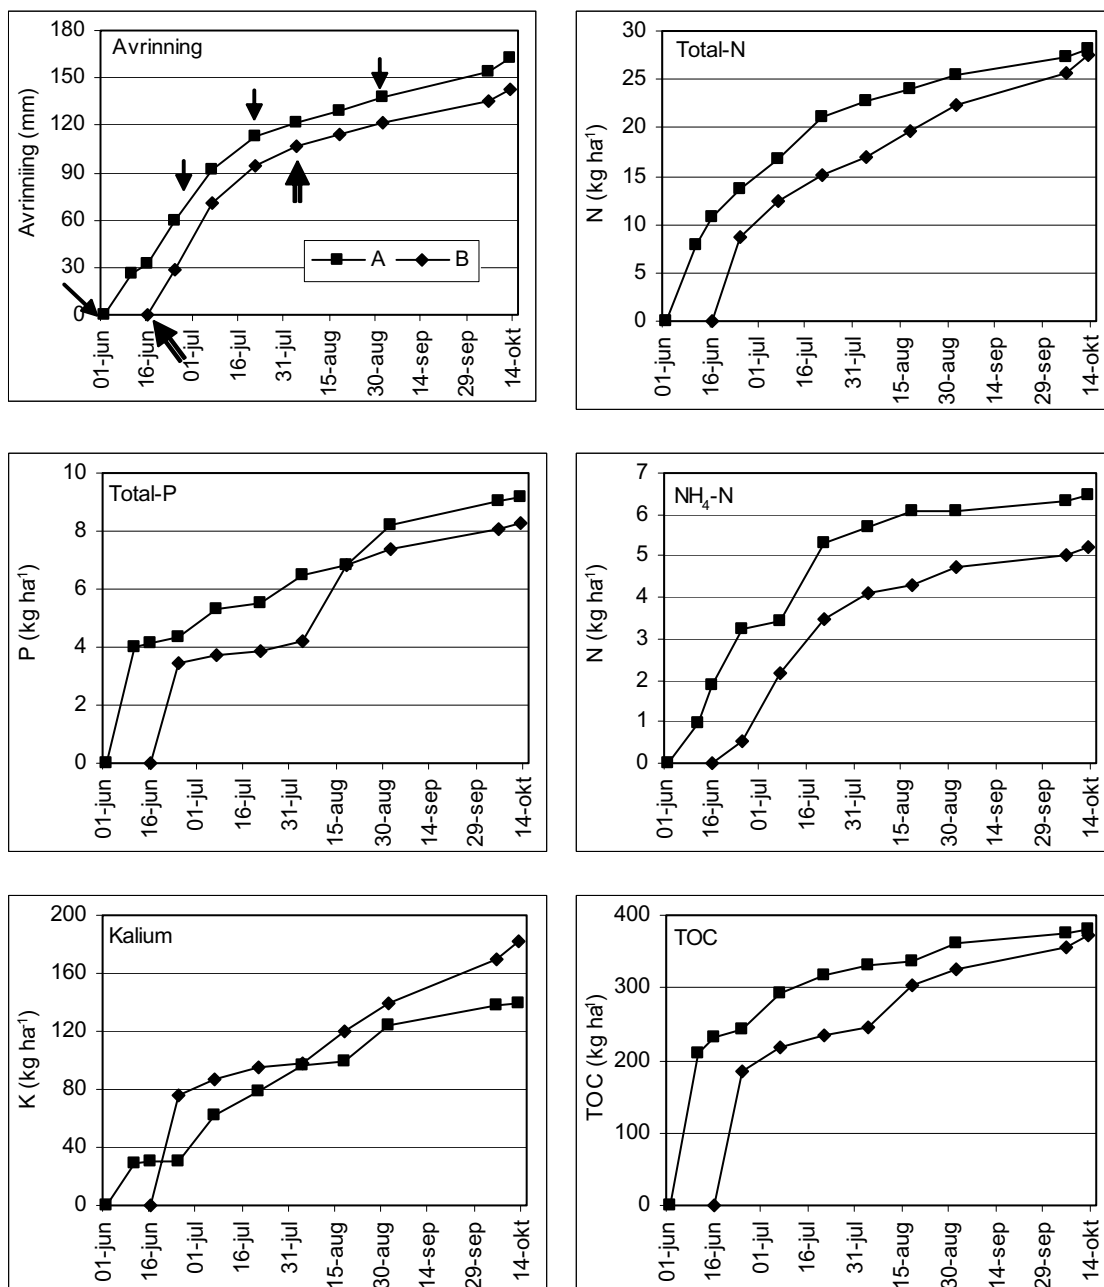 Avrinning
Avrinniing (mm)
180
150
120
90
60
30
0
A
B
01-jun
16-jun
01-jul
16-jul
31-jul
15-aug
30-aug
14-sep
29-sep
14-okt
Total-N
N (kg ha¹)
30
25
20
15
10
5
0
01-jun
16-jun
01-jul
16-jul
31-jul
15-aug
30-aug
14-sep
29-sep
14-okt
Total-P
P (kg ha⁻¹)
10
8
6
4
2
0
01-jun
16-jun
01-jul
16-jul
31-jul
15-aug
30-aug
14-sep
29-sep
14-okt
NH₄-N
N (kg ha¹)
7
6
5
4
3
2
1
0
01-jun
16-jun
01-jul
16-jul
31-jul
15-aug
30-aug
14-sep
29-sep
14-okt
Kalium
K (kg ha⁻¹)
200
160
120
80
40
0
01-jun
16-jun
01-jul
16-jul
31-jul
15-aug
30-aug
14-sep
29-sep
14-okt
TOC
TOC (kg ha¹)
400
300
200
100
0
01-jun
16-jun
01-jul
16-jul
31-jul
15-aug
30-aug
14-sep
29-sep
14-okt